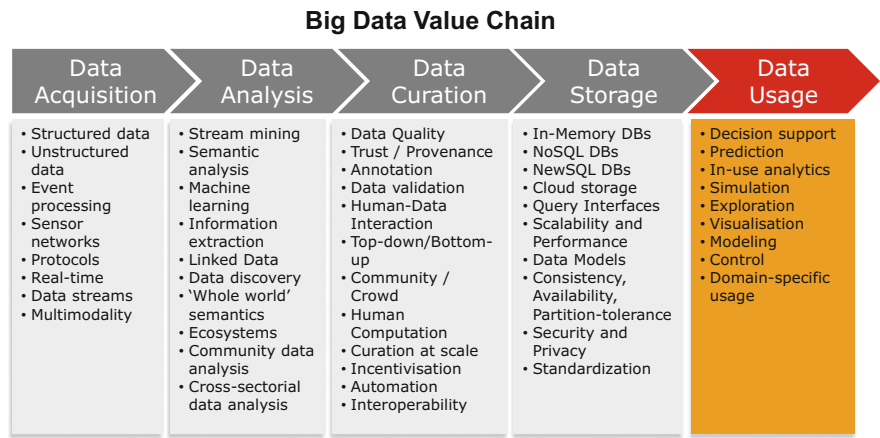 Big Data Value Chain
Data
Acquisition
• Structured data
• Unstructured
data
• Event
processing
• Sensor
networks
• Protocols
• Real-time
• Data streams
• Multimodality
Data
Analysis
• Stream mining
• Semantic
analysis
• Machine
learning
• Information
extraction
• Linked Data
• Data discovery
• ‘Whole world’
semantics
• Ecosystems
• Community data
analysis
• Cross-sectorial
data analysis
Data
Curation
• Data Quality
• Trust / Provenance
• Annotation
• Data validation
• Human-Data
Interaction
• Top-down/Bottom-
up
• Community /
Crowd
• Human
Computation
• Curation at scale
• Incentivisation
• Automation
• Interoperability
Data
Storage
• In-Memory DBs
• NoSQL DBs
• NewSQL DBs
• Cloud storage
• Query Interfaces
• Scalability and
Performance
• Data Models
• Consistency,
Availability,
Partition-tolerance
• Security and
Privacy
• Standardization
Data
Usage
• Decision support
• Prediction
• In-use analytics
• Simulation
• Exploration
• Visualisation
• Modeling
• Control
• Domain-specific
usage